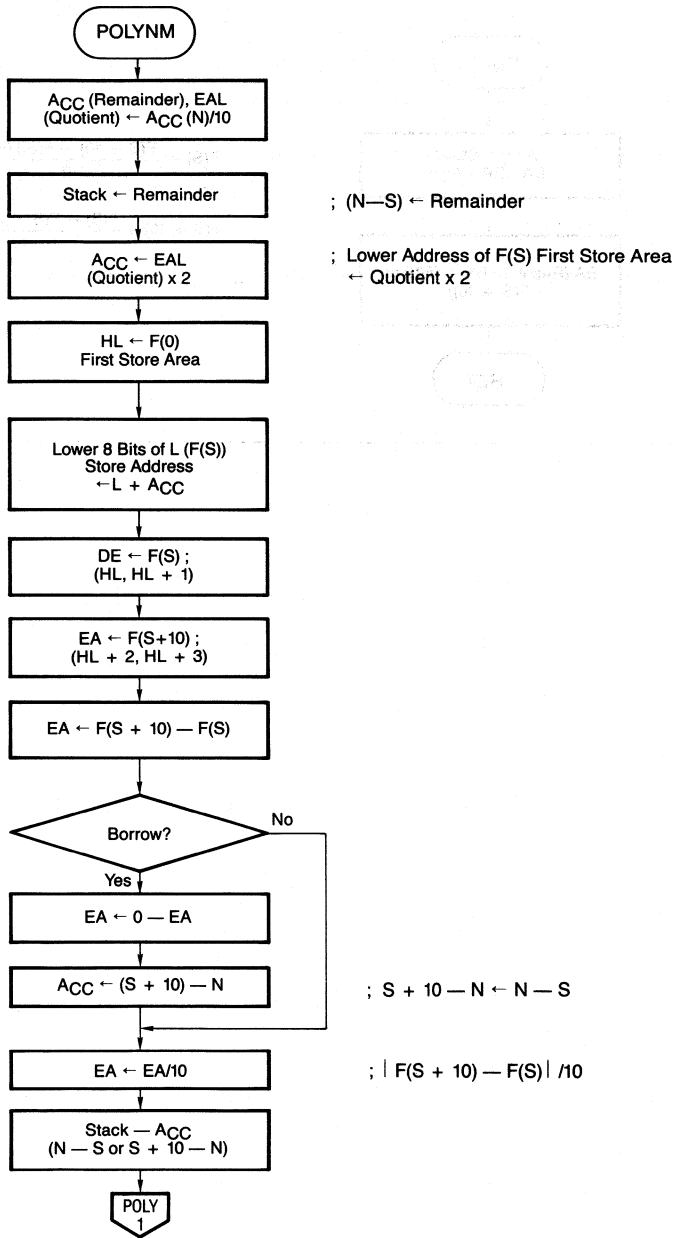 POLYNM
ACC (Remainder), EAL
(Quotient) ← ACC (N)/10
Stack ← Remainder
; (N—S) ← Remainder
ACC ← EAL
(Quotient) x 2
; Lower Address of F(S) First Store Area
← Quotient x 2
HL ← F(0)
First Store Area
Lower 8 Bits of L (F(S))
Store Address
←L + ACC
DE ← F(S) ;
(HL, HL + 1)
EA ← F(S+10) ;
(HL + 2, HL + 3)
EA ← F(S + 10) — F(S)
Borrow?
No
Yes
EA ← 0 — EA
ACC ← (S + 10) — N
; S + 10 — N ← N — S
EA ← EA/10
; | F(S + 10) — F(S)| /10
Stack — ACC
(N — S or S + 10 — N)
POLY
1